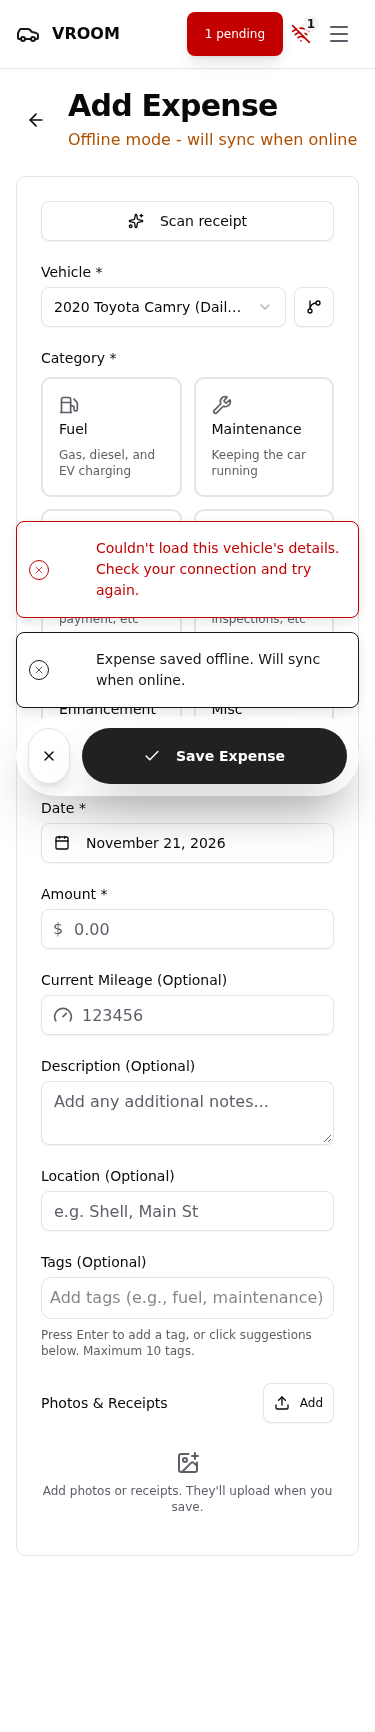 VROOM
1 pending
1
Add Expense
Offline mode - will sync when online
Scan receipt
Vehicle *
2020 Toyota Camry (Dail...
Category *
Fuel
Gas, diesel, and
EV charging
Maintenance
Keeping the car
running
Couldn't load this vehicle's details.
Check your connection and try
again.
payment, etc
inspections, etc
Expense saved offline. Will sync
when online.
Enhancement
Misc
Save Expense
Date *
November 21, 2026
Amount *
$ 0.00
Current Mileage (Optional)
123456
Description (Optional)
Add any additional notes...
Location (Optional)
e.g. Shell, Main St
Tags (Optional)
Add tags (e.g., fuel, maintenance)
Press Enter to add a tag, or click suggestions
below. Maximum 10 tags.
Photos & Receipts
Add
Add photos or receipts. They'll upload when you
save.